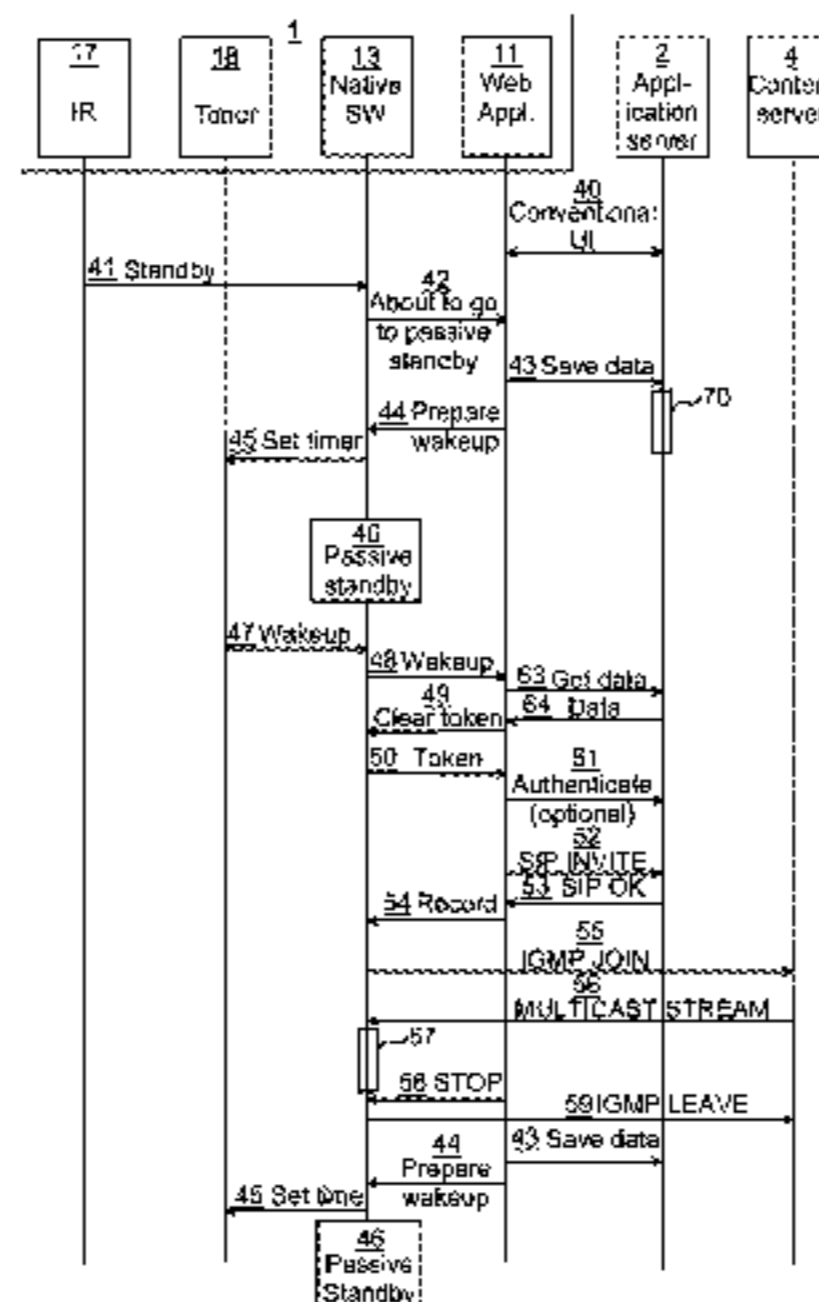 1
17
IR
18
13
Native
SW
11
Web
Appl.
2
Appl-
ication
server
4
server
40
Conventional
UI
41 Standby
42
About to go
to passive
standby
43 Save data
70
44 Prepare
wakeup
45 Set timer
46
Passive
standby
47 Wakeup
48 Wakeup
63 Get data
64 Data
49
Clear token
50 Token
51
Authenticate
(optional)
52
SIP INVITE
53 SIP OK
54 Record
55
IGMP JOIN
56
MULTICAST STREAM
57
STOP
59 IGMP LEAVE
43 Save data
44
Prepare
wakeup
45 Set time
46
Passive
Standby